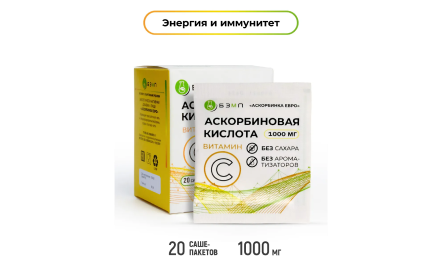 Энергия и иммунитет
БЭМП
«АСКОРБИНКА ЕВРО»
АСКОРБИНОВАЯ
КИСЛОТА
1000 МГ
ВИТАМИН
C
БЕЗ САХАРА
БЕЗ АРОМА-
ТИЗАТОРОВ
20 САШЕ-
ПАКЕТОВ
1000 МГ